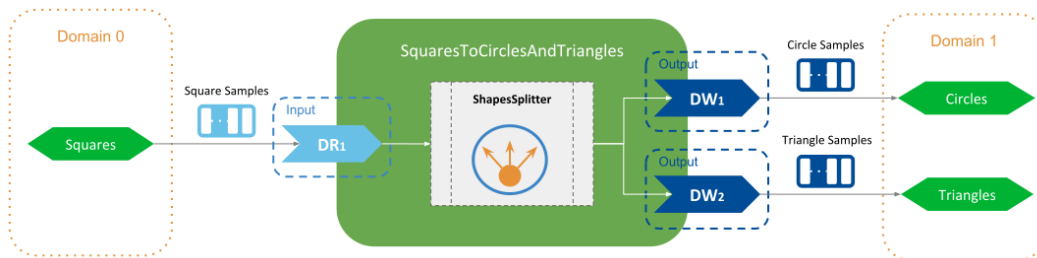 Domain 0
Squares
Square Samples
Input
DR1
SquaresToCirclesAndTriangles
ShapesSplitter
Output
DW1
Output
DW2
Circle Samples
Triangle Samples
Domain 1
Circles
Triangles